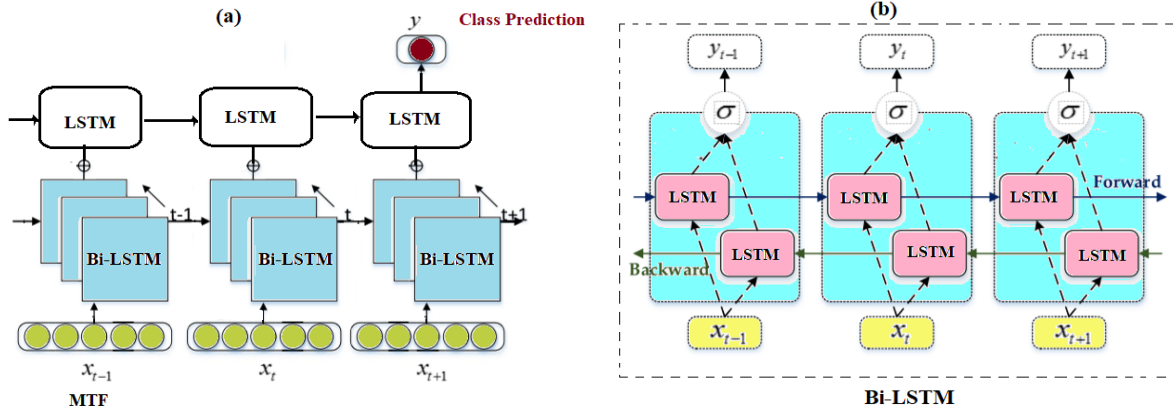 (a)
y
Class Prediction
LSTM
LSTM
LSTM
t-1
t
t+1
Bi-LSTM
Bi-LSTM
Bi-LSTM
x_{t-1}
x_t
x_{t+1}
MTF
(b)
y_{t-1}
y_t
y_{t+1}
σ
σ
σ
LSTM
LSTM
LSTM
Forward
LSTM
LSTM
LSTM
Backward
x_{t-1}
x_t
x_{t+1}
Bi-LSTM